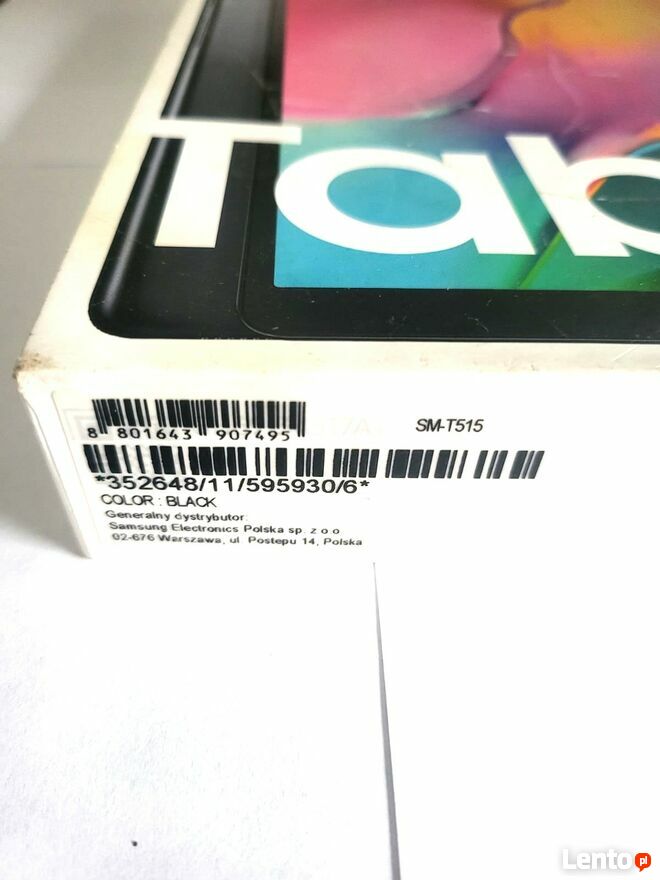 Tab
8 801643 907495
SM-T515
*352648/11/595930/6*
COLOR : BLACK
Generalny dystrybutor:
Samsung Electronics Polska sp. z o.o.
02-676 Warszawa, ul. Postepu 14, Polska
Lento.pl